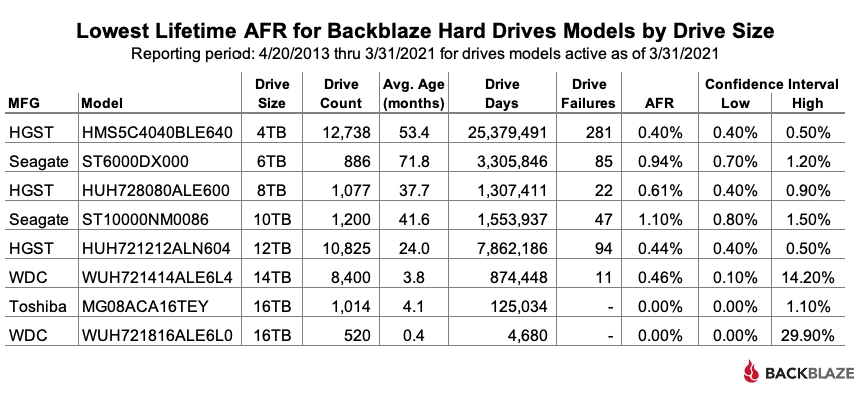 Lowest Lifetime AFR for Backblaze Hard Drives Models by Drive Size
Reporting period: 4/20/2013 thru 3/31/2021 for drives models active as of 3/31/2021
Drive Drive Avg. Age Drive Drive Confidence Interval
MFG Model Size Count (months) Days Failures AFR Low High
HGST HMS5C4040BLE640 4TB 12,738 53.4 25,379,491 281 0.40% 0.40% 0.50%
Seagate ST6000DX000 6TB 886 71.8 3,305,846 85 0.94% 0.70% 1.20%
HGST HUH728080ALE600 8TB 1,077 37.7 1,307,411 22 0.61% 0.40% 0.90%
Seagate ST10000NM0086 10TB 1,200 41.6 1,553,937 47 1.10% 0.80% 1.50%
HGST HUH721212ALN604 12TB 10,825 24.0 7,862,186 94 0.44% 0.40% 0.50%
WDC WUH721414ALE6L4 14TB 8,400 3.8 874,448 11 0.46% 0.10% 14.20%
Toshiba MG08ACA16TEY 16TB 1,014 4.1 125,034 - 0.00% 0.00% 1.10%
WDC WUH721816ALE6L0 16TB 520 0.4 4,680 - 0.00% 0.00% 29.90%
BACKBLAZE